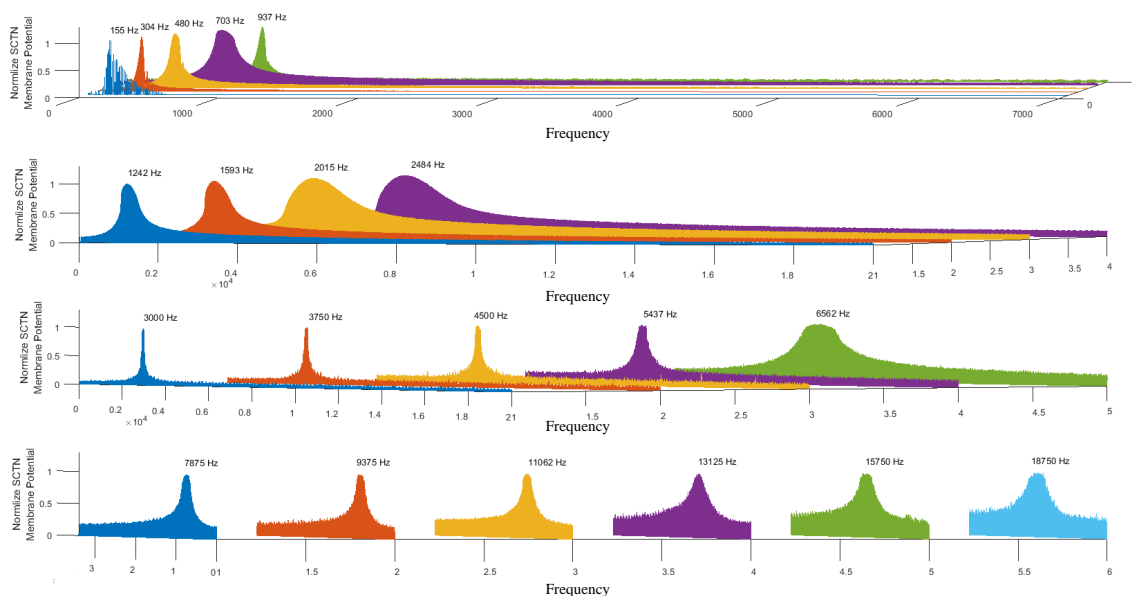 155 Hz 304 Hz 480 Hz 703 Hz 937 Hz
Normlize SCTN
Membrane Potential
1
0.5
0
0 1000 2000 3000 4000 5000 6000 7000 0
Frequency
1242 Hz 1593 Hz 2015 Hz 2484 Hz
Normlize SCTN
Membrane Potential
1
0.5
0
0 0.2 0.4 0.6 0.8 1 1.2 1.4 1.6 1.8 21 1.5 2 2.5 3 3.5 4
×10⁴
Frequency
3000 Hz 3750 Hz 4500 Hz 5437 Hz 6562 Hz
Normlize SCTN
Membrane Potential
1
0.5
0
0 0.2 0.4 0.6 0.8 1 1.2 1.4 1.6 1.8 21 1.5 2 2.5 3 3.5 4 4.5 5
×10⁴
Frequency
7875 Hz 9375 Hz 11062 Hz 13125 Hz 15750 Hz 18750 Hz
Normlize SCTN
Membrane Potential
1
0.5
0
3 2 1 01 1.5 2 2.5 3 3.5 4 4.5 5 5.5 6
Frequency